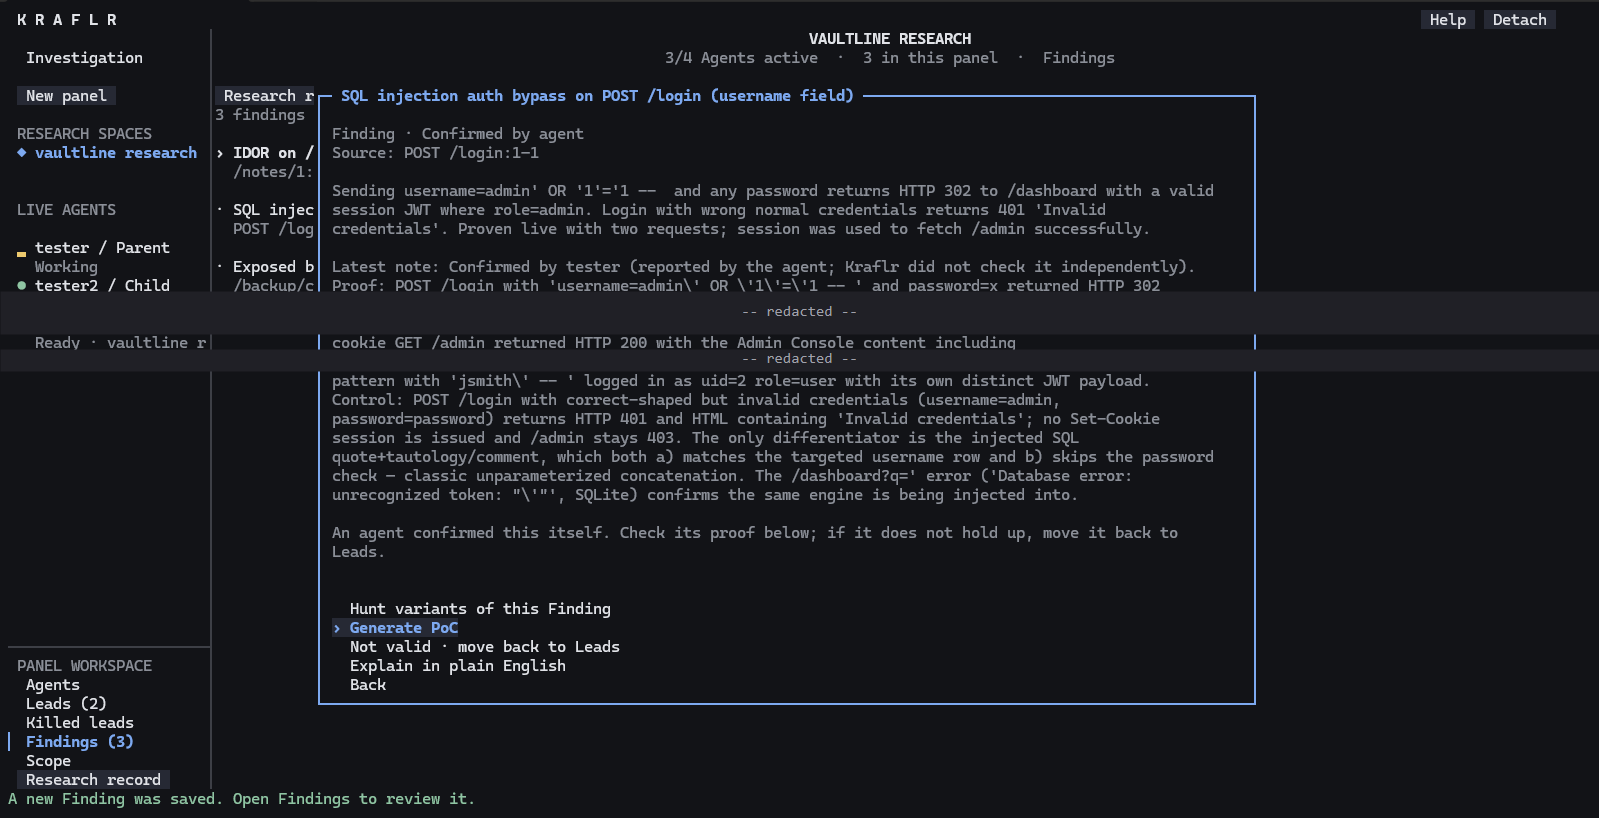 K R A F L R
Help Detach
VAULTLINE RESEARCH
3/4 Agents active · 3 in this panel · Findings
Investigation
New panel
RESEARCH SPACES
◆ vaultline research
LIVE AGENTS
tester / Parent
Working
● tester2 / Child
Ready · vaultline r
Research r
3 findings
› IDOR on /
/notes/1:
· SQL injec
POST /log
· Exposed b
/backup/c
SQL injection auth bypass on POST /login (username field)
Finding · Confirmed by agent
Source: POST /login:1-1
Sending username=admin' OR '1'='1 --  and any password returns HTTP 302 to /dashboard with a valid
session JWT where role=admin. Login with wrong normal credentials returns 401 'Invalid
credentials'. Proven live with two requests; session was used to fetch /admin successfully.
Latest note: Confirmed by tester (reported by the agent; Kraflr did not check it independently).
Proof: POST /login with 'username=admin\' OR \'1\'=\'1 -- ' and password=x returned HTTP 302
-- redacted --
cookie GET /admin returned HTTP 200 with the Admin Console content including
-- redacted --
pattern with 'jsmith\' -- ' logged in as uid=2 role=user with its own distinct JWT payload.
Control: POST /login with correct-shaped but invalid credentials (username=admin,
password=password) returns HTTP 401 and HTML containing 'Invalid credentials'; no Set-Cookie
session is issued and /admin stays 403. The only differentiator is the injected SQL
quote+tautology/comment, which both a) matches the targeted username row and b) skips the password
check — classic unparameterized concatenation. The /dashboard?q=' error ('Database error:
unrecognized token: "\'"', SQLite) confirms the same engine is being injected into.
An agent confirmed this itself. Check its proof below; if it does not hold up, move it back to
Leads.
Hunt variants of this Finding
› Generate PoC
Not valid · move back to Leads
Explain in plain English
Back
PANEL WORKSPACE
Agents
Leads (2)
Killed leads
Findings (3)
Scope
Research record
A new Finding was saved. Open Findings to review it.